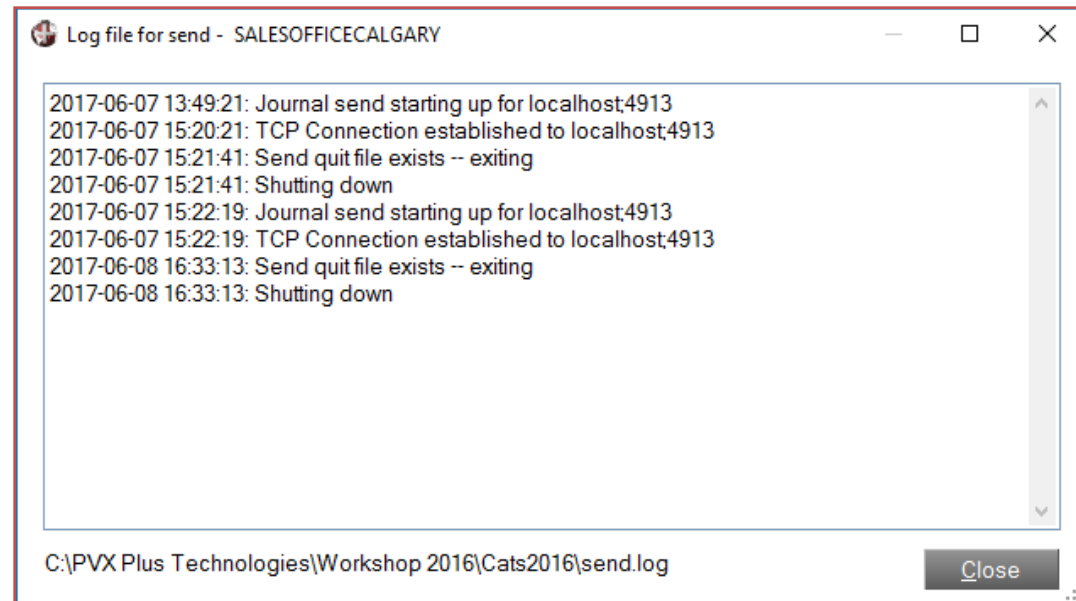 Log file for send - SALESOFFICECALGARY
2017-06-07 13:49:21: Journal send starting up for localhost;4913
2017-06-07 15:20:21: TCP Connection established to localhost;4913
2017-06-07 15:21:41: Send quit file exists -- exiting
2017-06-07 15:21:41: Shutting down
2017-06-07 15:22:19: Journal send starting up for localhost;4913
2017-06-07 15:22:19: TCP Connection established to localhost;4913
2017-06-08 16:33:13: Send quit file exists -- exiting
2017-06-08 16:33:13: Shutting down
C:\PVX Plus Technologies\Workshop 2016\Cats2016\send.log
Close